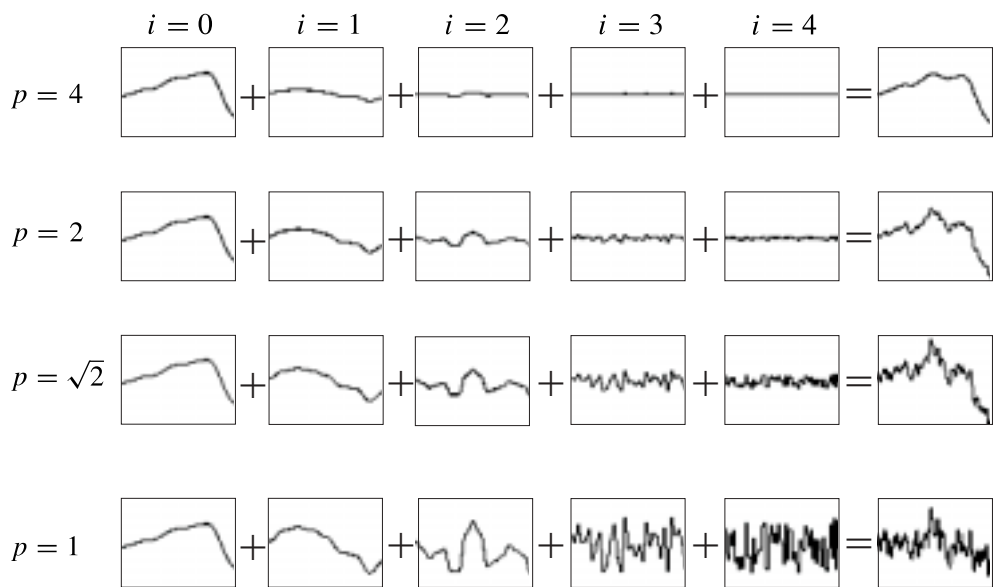 i = 0 i = 1 i = 2 i = 3 i = 4
p = 4 + + + + =
p = 2 + + + + =
p = √2 + + + + =
p = 1 + + + + =